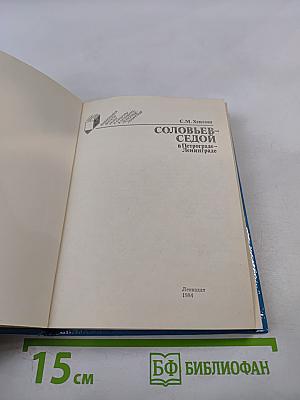 С.М. Хентова
СОЛОВЬЕВ-
СЕДОЙ
в Петрограде-
Ленинграде
Лениздат
1984
15 см
БФ БИБЛИОФАН